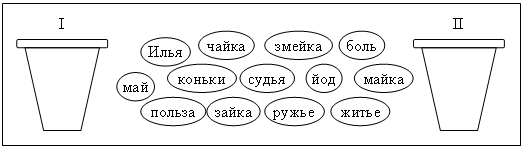 I II
Илья чайка змейка боль
май коньки судья йод майка
польза зайка ружье житье